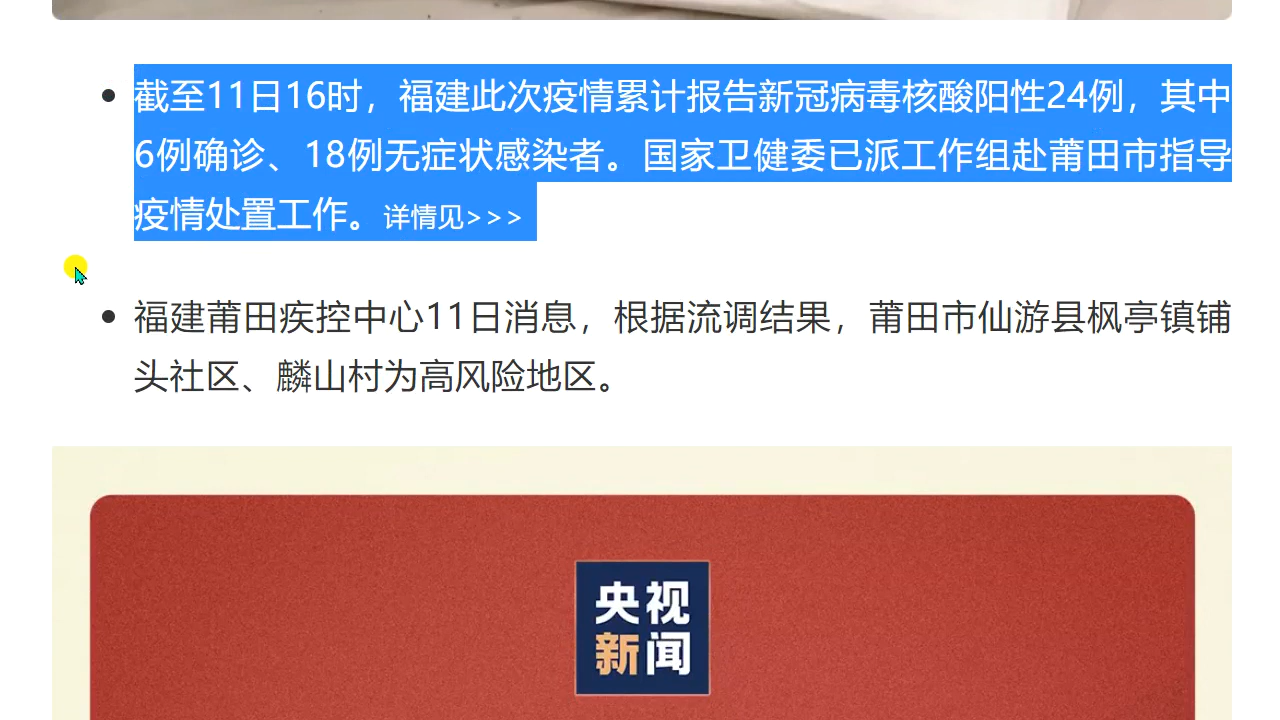 截至11日16时，福建此次疫情累计报告新冠病毒核酸阳性24例，其中
6例确诊、18例无症状感染者。国家卫健委已派工作组赴莆田市指导
疫情处置工作。详情见>>>
福建莆田疾控中心11日消息，根据流调结果，莆田市仙游县枫亭镇铺
头社区、麟山村为高风险地区。
央视
新闻